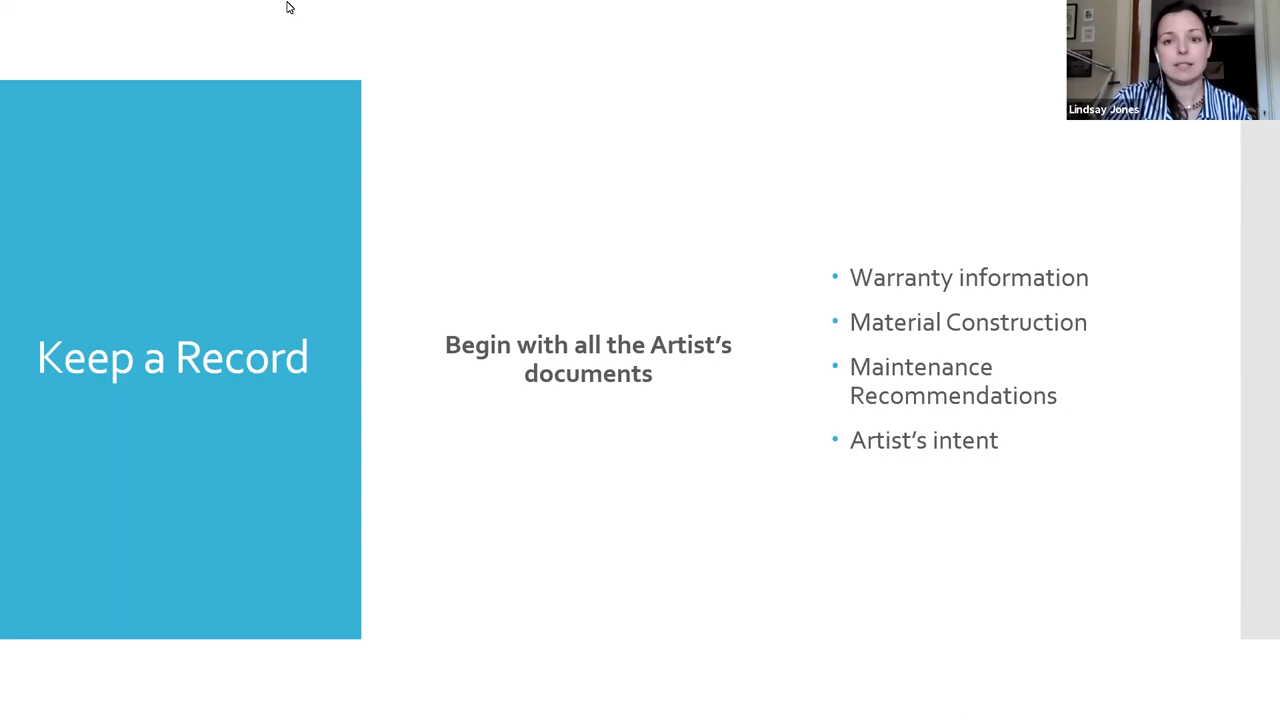 Lindsay Jones
Keep a Record
Begin with all the Artist’s
documents
• Warranty information
• Material Construction
• Maintenance
Recommendations
• Artist’s intent